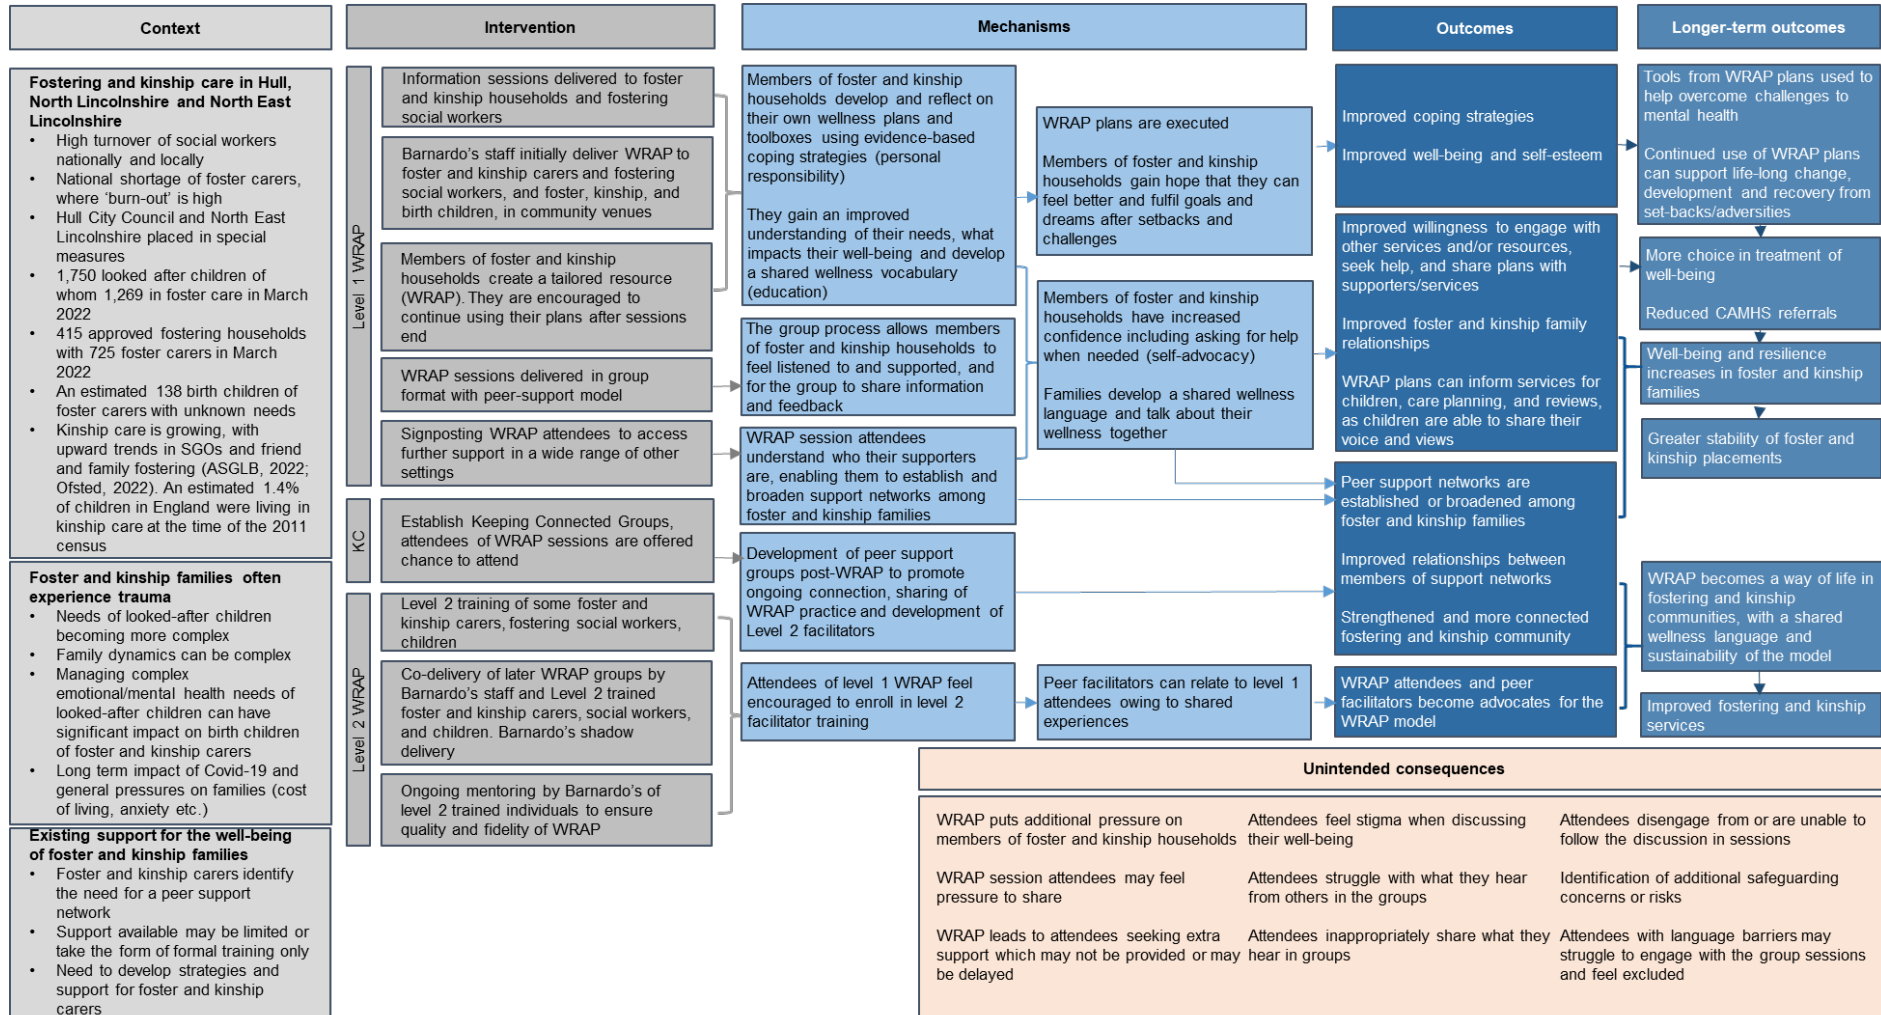 Context
Intervention
Mechanisms
Outcomes
Longer-term outcomes
Fostering and kinship care in Hull,
North Lincolnshire and North East
Lincolnshire
• High turnover of social workers
nationally and locally
• National shortage of foster carers,
where ‘burn-out’ is high
• Hull City Council and North East
Lincolnshire placed in special
measures
• 1,750 looked after children of
whom 1,269 in foster care in March
2022
• 415 approved fostering households
with 725 foster carers in March
2022
• An estimated 138 birth children of
foster carers with unknown needs
• Kinship care is growing, with
upward trends in SGOs and friend
and family fostering (ASGLB, 2022;
Ofsted, 2022). An estimated 1.4%
of children in England were living in
kinship care at the time of the 2011
census
Foster and kinship families often
experience trauma
• Needs of looked-after children
becoming more complex
• Family dynamics can be complex
• Managing complex
emotional/mental health needs of
looked-after children can have
significant impact on birth children
of foster and kinship carers
• Long term impact of Covid-19 and
general pressures on families (cost
of living, anxiety etc.)
Existing support for the well-being
of foster and kinship families
• Foster and kinship carers identify
the need for a peer support
network
• Support available may be limited or
take the form of formal training only
• Need to develop strategies and
support for foster and kinship
carers
Level 1 WRAP
Information sessions delivered to foster
and kinship households and fostering
social workers
Barnardo’s staff initially deliver WRAP to
foster and kinship carers and fostering
social workers, and foster, kinship, and
birth children, in community venues
Members of foster and kinship
households create a tailored resource
(WRAP). They are encouraged to
continue using their plans after sessions
end
WRAP sessions delivered in group
format with peer-support model
Signposting WRAP attendees to access
further support in a wide range of other
settings
KC
Establish Keeping Connected Groups,
attendees of WRAP sessions are offered
chance to attend
Level 2 WRAP
Level 2 training of some foster and
kinship carers, fostering social workers,
children
Co-delivery of later WRAP groups by
Barnardo’s staff and Level 2 trained
foster and kinship carers, social workers,
and children. Barnardo’s shadow
delivery
Ongoing mentoring by Barnardo’s of
level 2 trained individuals to ensure
quality and fidelity of WRAP
Members of foster and kinship
households develop and reflect on
their own wellness plans and
toolboxes using evidence-based
coping strategies (personal
responsibility)
They gain an improved
understanding of their needs, what
impacts their well-being and develop
a shared wellness vocabulary
(education)
The group process allows members
of foster and kinship households to
feel listened to and supported, and
for the group to share information
and feedback
WRAP session attendees
understand who their supporters
are, enabling them to establish and
broaden support networks among
foster and kinship families
Development of peer support
groups post-WRAP to promote
ongoing connection, sharing of
WRAP practice and development of
Level 2 facilitators
Attendees of level 1 WRAP feel
encouraged to enroll in level 2
facilitator training
WRAP plans are executed
Members of foster and kinship
households gain hope that they can
feel better and fulfil goals and
dreams after setbacks and
challenges
Members of foster and kinship
households have increased
confidence including asking for help
when needed (self-advocacy)
Families develop a shared wellness
language and talk about their
wellness together
Peer facilitators can relate to level 1
attendees owing to shared
experiences
Improved coping strategies
Improved well-being and self-esteem
Improved willingness to engage with
other services and/or resources,
seek help, and share plans with
supporters/services
Improved foster and kinship family
relationships
WRAP plans can inform services for
children, care planning, and reviews,
as children are able to share their
voice and views
Peer support networks are
established or broadened among
foster and kinship families
Improved relationships between
members of support networks
Strengthened and more connected
fostering and kinship community
WRAP attendees and peer
facilitators become advocates for the
WRAP model
Tools from WRAP plans used to
help overcome challenges to
mental health
Continued use of WRAP plans
can support life-long change,
development and recovery from
set-backs/adversities
More choice in treatment of
well-being
Reduced CAMHS referrals
Well-being and resilience
increases in foster and kinship
families
Greater stability of foster and
kinship placements
WRAP becomes a way of life in
fostering and kinship
communities, with a shared
wellness language and
sustainability of the model
Improved fostering and kinship
services
Unintended consequences
WRAP puts additional pressure on
members of foster and kinship households
WRAP session attendees may feel
pressure to share
WRAP leads to attendees seeking extra
support which may not be provided or may
be delayed
Attendees feel stigma when discussing
their well-being
Attendees struggle with what they hear
from others in the groups
Attendees inappropriately share what they
hear in groups
Attendees disengage from or are unable to
follow the discussion in sessions
Identification of additional safeguarding
concerns or risks
Attendees with language barriers may
struggle to engage with the group sessions
and feel excluded